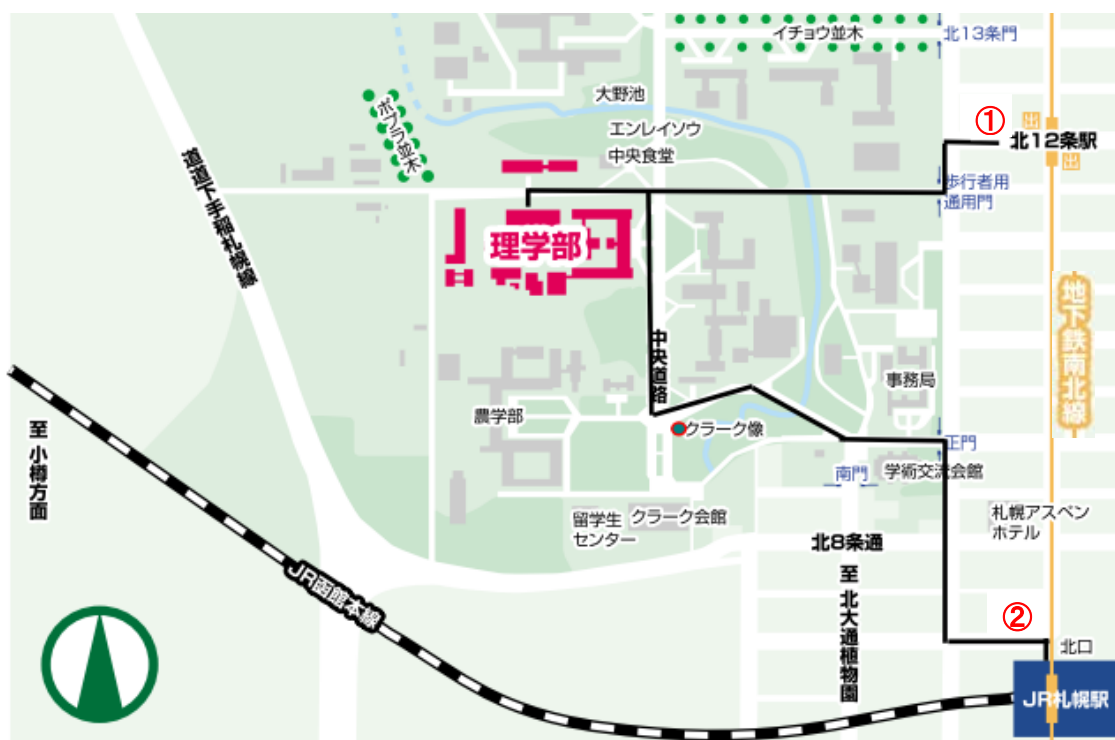 イチョウ並木
北13条門
大野池
ポプラ並木
エンレイソウ
中央食堂
①
出
北12条駅
出
歩行者用
通用門
道道下手稲札幌線
理学部
地下鉄南北線
中央道路
事務局
農学部
クラーク像
正門
至 小樽方面
南門
学術交流会館
留学生
センター
クラーク会館
札幌アスペン
ホテル
北8条通
至 北大通植物園
JR函館本線
②
北口
JR札幌駅